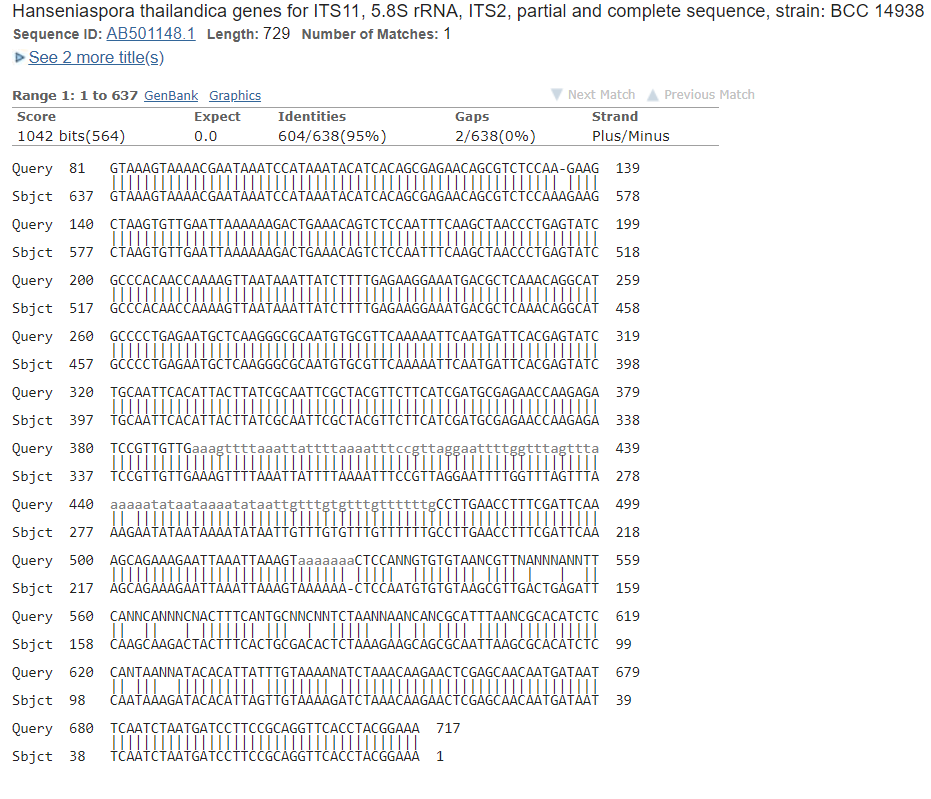 Hanseniaspora thailandica genes for ITS11, 5.8S rRNA, ITS2, partial and complete sequence, strain: BCC 14938
Sequence ID: AB501148.1 Length: 729 Number of Matches: 1
See 2 more title(s)
Range 1: 1 to 637 GenBank Graphics Next Match Previous Match
Score Expect Identities Gaps Strand
1042 bits(564) 0.0 604/638(95%) 2/638(0%) Plus/Minus
Query 81 GTAAAGTAAAACGAATAAATCCATAAATACATCACAGCGAGAACAGCGTCTCCAA-GAAG 139
Sbjct 637 GTAAAGTAAAACGAATAAATCCATAAATACATCACAGCGAGAACAGCGTCTCCAAAGAAG 578
Query 140 CTAAGTGTTGAATTAAAAAAGACTGAAACAGTCTCCAATTTCAAGCTAACCCTGAGTATC 199
Sbjct 577 CTAAGTGTTGAATTAAAAAAGACTGAAACAGTCTCCAATTTCAAGCTAACCCTGAGTATC 518
Query 200 GCCCACAACCAAAAGTTAATAAATTATCTTTTGAGAAGGAAATGACGCTCAAACAGGCAT 259
Sbjct 517 GCCCACAACCAAAAGTTAATAAATTATCTTTTGAGAAGGAAATGACGCTCAAACAGGCAT 458
Query 260 GCCCCTGAGAATGCTCAAGGGCGCAATGTGCGTTCAAAAATTCAATGATTCACGAGTATC 319
Sbjct 457 GCCCCTGAGAATGCTCAAGGGCGCAATGTGCGTTCAAAAATTCAATGATTCACGAGTATC 398
Query 320 TGCAATTCACATTACTTATCGCAATTCGCTACGTTCTTCATCGATGCGAGAACCAAGAGA 379
Sbjct 397 TGCAATTCACATTACTTATCGCAATTCGCTACGTTCTTCATCGATGCGAGAACCAAGAGA 338
Query 380 TCCGTTGTTGaaagttttaaattattttaaaatttccgttaggaattttggtttagttta 439
Sbjct 337 TCCGTTGTTGAAAGTTTTAAATTATTTTAAAATTTCCGTTAGGAATTTTGGTTTAGTTTA 278
Query 440 aaaaatataataaaatataattgtttgtgtttgttttttgCCTTGAACCTTTCGATTCAA 499
Sbjct 277 AAGAATATAATAAAATATAATTGTTTGTGTTTGTTTTTTGCCTTGAACCTTTCGATTCAA 218
Query 500 AGCAGAAAGAATTAAATTAAAGTaaaaaaaCTCCANNGTGTGTAANCGTTNANNNANNTT 559
Sbjct 217 AGCAGAAAGAATTAAATTAAAGTAAAAAA-CTCCAATGTGTGTAAGCGTTGACTGAGATT 159
Query 560 CANNCANNNCNACTTTCANTGCNNCNNTCTAANNAANCANCGCATTTAANCGCACATCTC 619
Sbjct 158 CAAGCAAGACTACTTTCACTGCGACACTCTAAAGAAGCAGCGCAATTAAGCGCACATCTC 99
Query 620 CANTAANNATACACATTATTTGTAAAANATCTAAACAAGAACTCGAGCAACAATGATAAT 679
Sbjct 98 CAATAAAGATACACATTAGTTGTAAAAGATCTAAACAAGAACTCGAGCAACAATGATAAT 39
Query 680 TCAATCTAATGATCCTTCCGCAGGTTCACCTACGGAAA 717
Sbjct 38 TCAATCTAATGATCCTTCCGCAGGTTCACCTACGGAAA 1